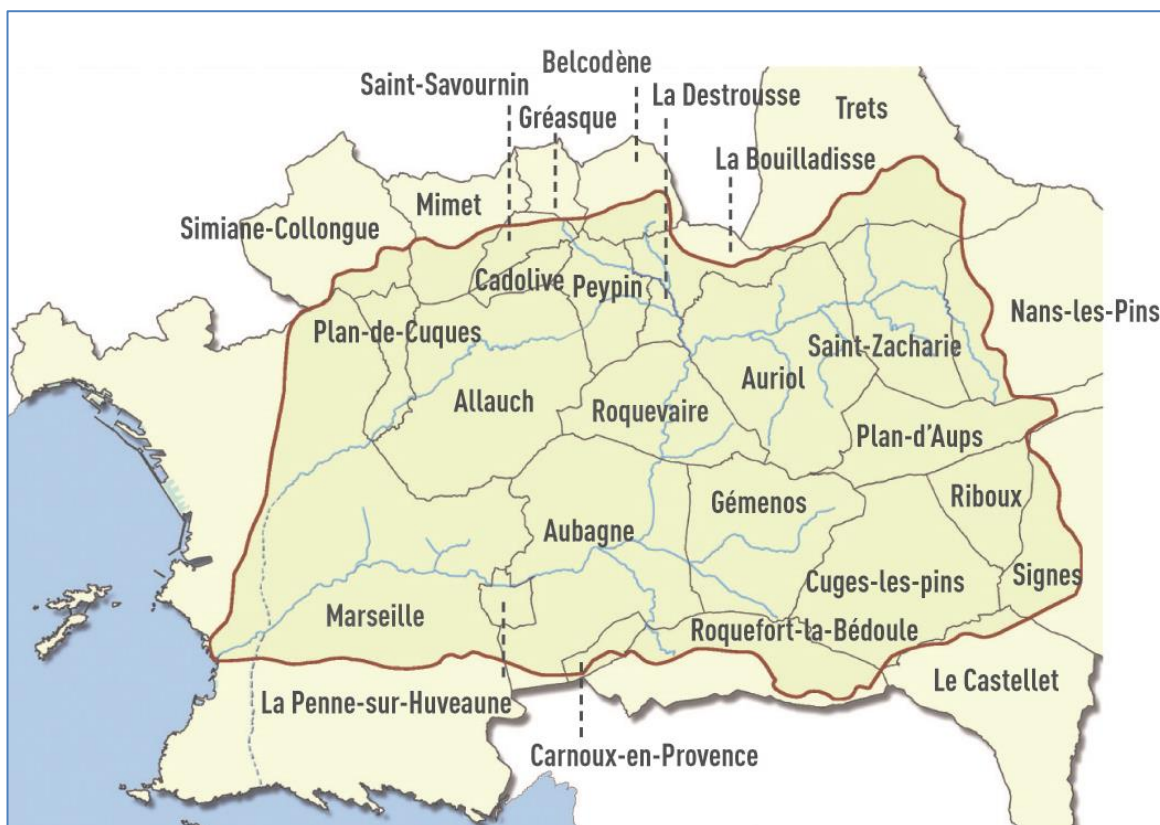 Belcodène
Saint-Savournin
La Destrousse
Trets
Gréasque
La Bouilladisse
Mimet
Simiane-Collongue
Cadolive
Peypin
Nans-les-Pins
Plan-de-Cuques
Saint-Zacharie
Auriol
Allauch
Roquevaire
Plan-d'Aups
Gémenos
Riboux
Aubagne
Cuges-les-pins
Signes
Marseille
Roquefort-la-Bédoule
Le Castellet
La Penne-sur-Huveaune
Carnoux-en-Provence